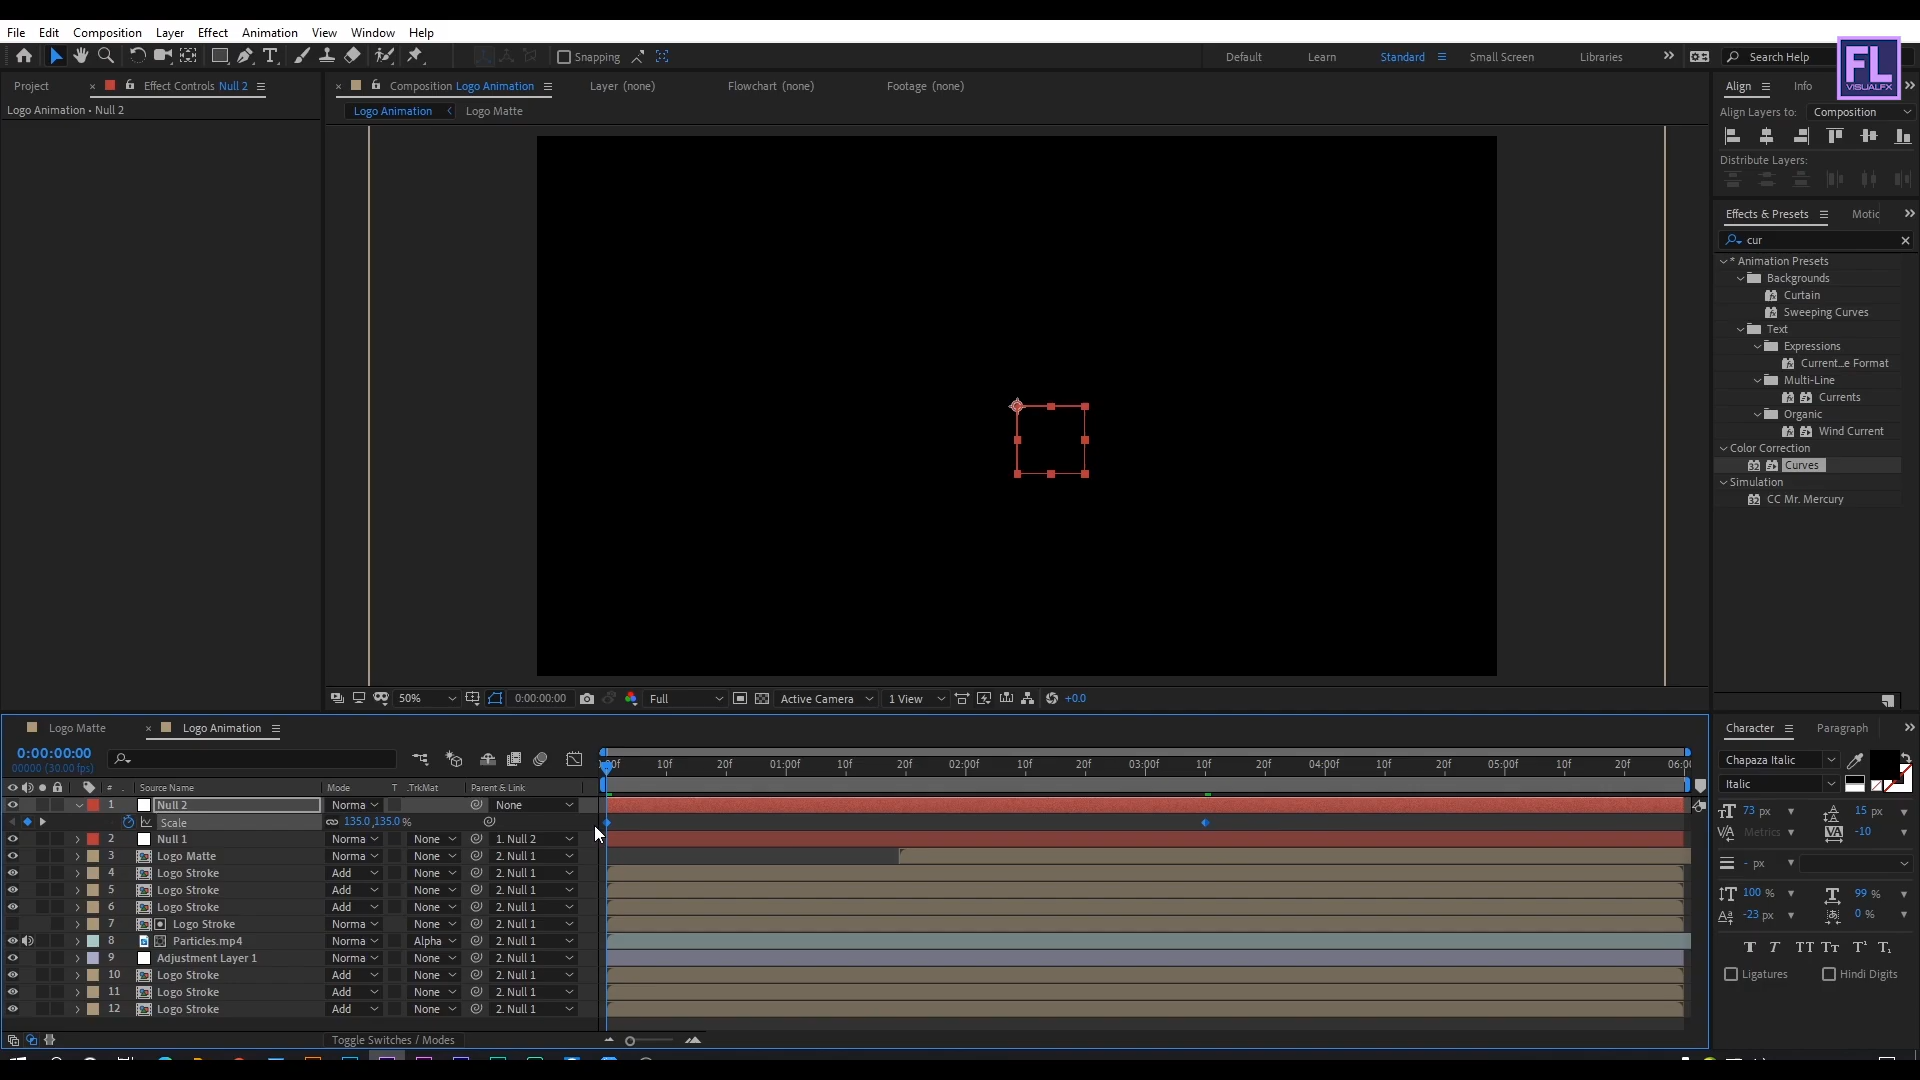 File Edit Composition Layer Effect Animation View Window Help
Snapping Default Learn Standard Small Screen Libraries Search Help
FL
VISUALFX
Project Effect Controls Null 2 Composition Logo Animation Layer (none) Flowchart (none) Footage (none) Align Info
Logo Animation • Null 2
Logo Animation Logo Matte
Align Layers to: Composition
Distribute Layers:
Effects & Presets Motic
cur
* Animation Presets
Backgrounds
Curtain
Sweeping Curves
Text
Expressions
Current...e Format
Multi-Line
Currents
Organic
Wind Current
Color Correction
32 Curves
Simulation
32 CC Mr. Mercury
50% 0:00:00:00 Full Active Camera 1 View +0.0
Logo Matte Logo Animation
0:00:00:00
00000 (30.00 fps)
:00f 10f 20f 01:00f 10f 20f 02:00f 10f 20f 03:00f 10f 20f 04:00f 10f 20f 05:00f 10f 20f 06:00
# Source Name Mode T .TrkMat Parent & Link
1 Null 2 Norma None
Scale 135.0,135.0%
2 Null 1 Norma None 1. Null 2
3 Logo Matte Norma None 2. Null 1
4 Logo Stroke Add None 2. Null 1
5 Logo Stroke Add None 2. Null 1
6 Logo Stroke Add None 2. Null 1
7 Logo Stroke Norma None 2. Null 1
8 Particles.mp4 Norma Alpha 2. Null 1
9 Adjustment Layer 1 Norma None 2. Null 1
10 Logo Stroke Add None 2. Null 1
11 Logo Stroke Add None 2. Null 1
12 Logo Stroke Add None 2. Null 1
Toggle Switches / Modes
Character Paragraph
Chapaza Italic
Italic
73 px 15 px
Metrics -10
- px
100 % 99 %
-23 px 0 %
T T TT TT T¹ T₁
Ligatures Hindi Digits